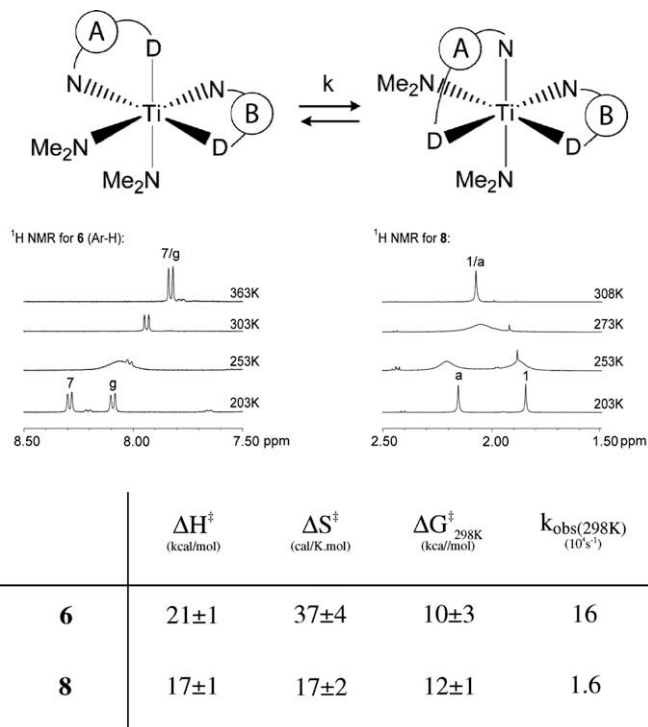 A
D
N
N
Ti
B
Me2N
D
Me2N
k
A
N
Me2N
N
Ti
B
D
D
Me2N
¹H NMR for 6 (Ar-H):
7/g
363K
303K
253K
7 g
203K
8.50 8.00 7.50 ppm
¹H NMR for 8:
1/a
308K
273K
253K
a 1
203K
2.50 2.00 1.50 ppm
ΔH‡ ΔS‡ ΔG‡298K kobs(298K)
(kcal/mol) (cal/K.mol) (kcal//mol) (10⁴s⁻¹)
6 21±1 37±4 10±3 16
8 17±1 17±2 12±1 1.6